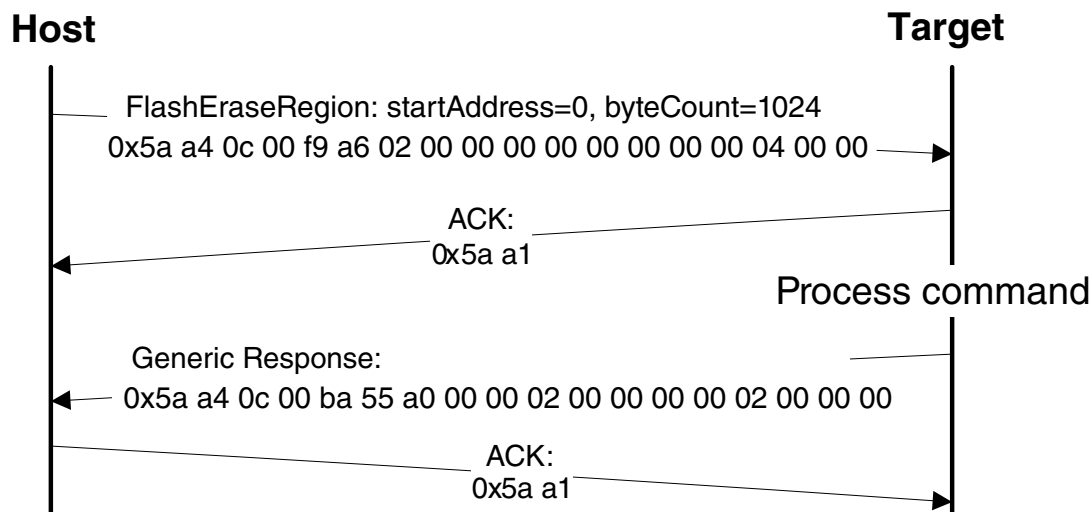 Host
Target
FlashEraseRegion: startAddress=0, byteCount=1024
0x5a a4 0c 00 f9 a6 02 00 00 00 00 00 00 00 00 04 00 00
ACK:
0x5a a1
Process command
Generic Response:
0x5a a4 0c 00 ba 55 a0 00 00 02 00 00 00 00 02 00 00 00
ACK:
0x5a a1